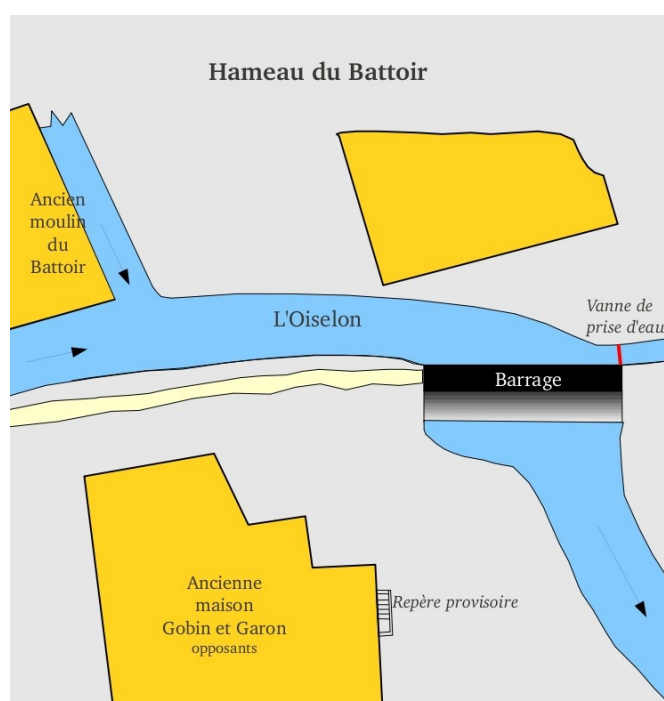 Hameau du Battoir
Ancien
moulin
du
Battoir
L'Oiselon
Vanne de
prise d'eau
Barrage
Ancienne
maison
Gobin et Garon
opposants
Repère provisoire